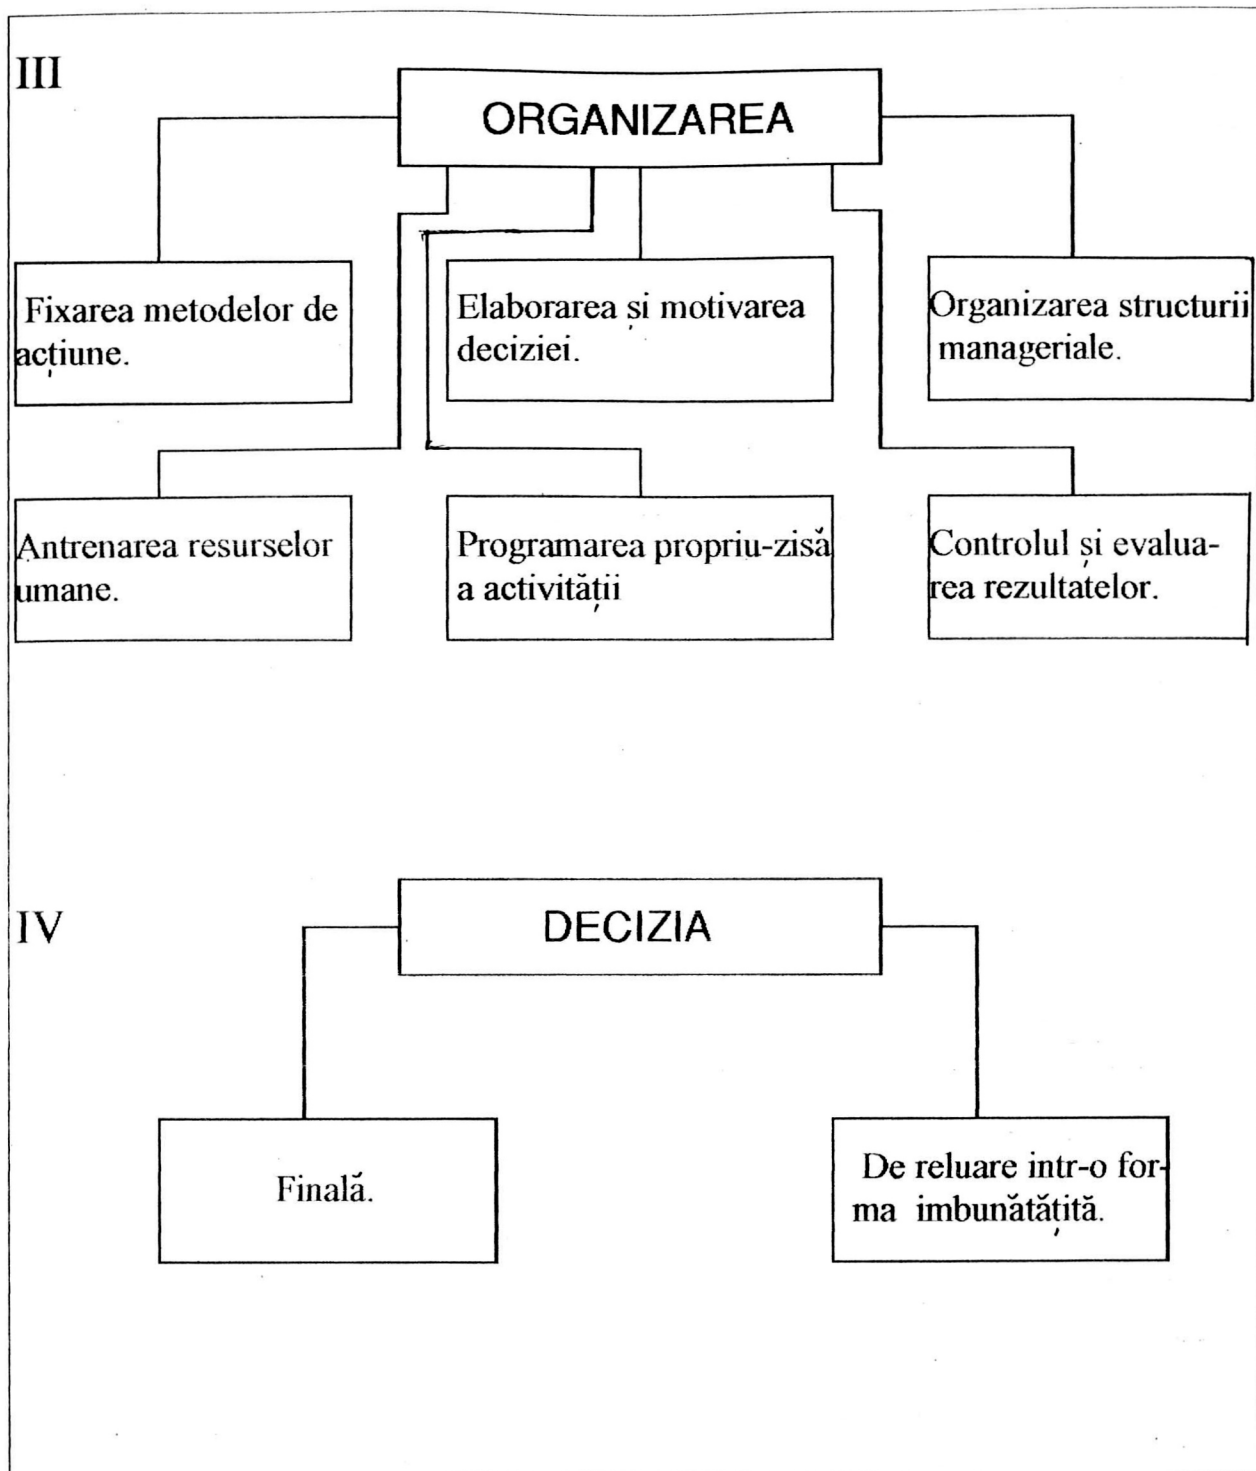 III
ORGANIZAREA
Fixarea metodelor de
acțiune.
Elaborarea și motivarea
deciziei.
Organizarea structurii
manageriale.
Antrenarea resurselor
umane.
Programarea propriu-zisă
a activității
Controlul și evalua-
rea rezultatelor.
IV
DECIZIA
Finală.
De reluare intr-o for-
ma imbunătățită.